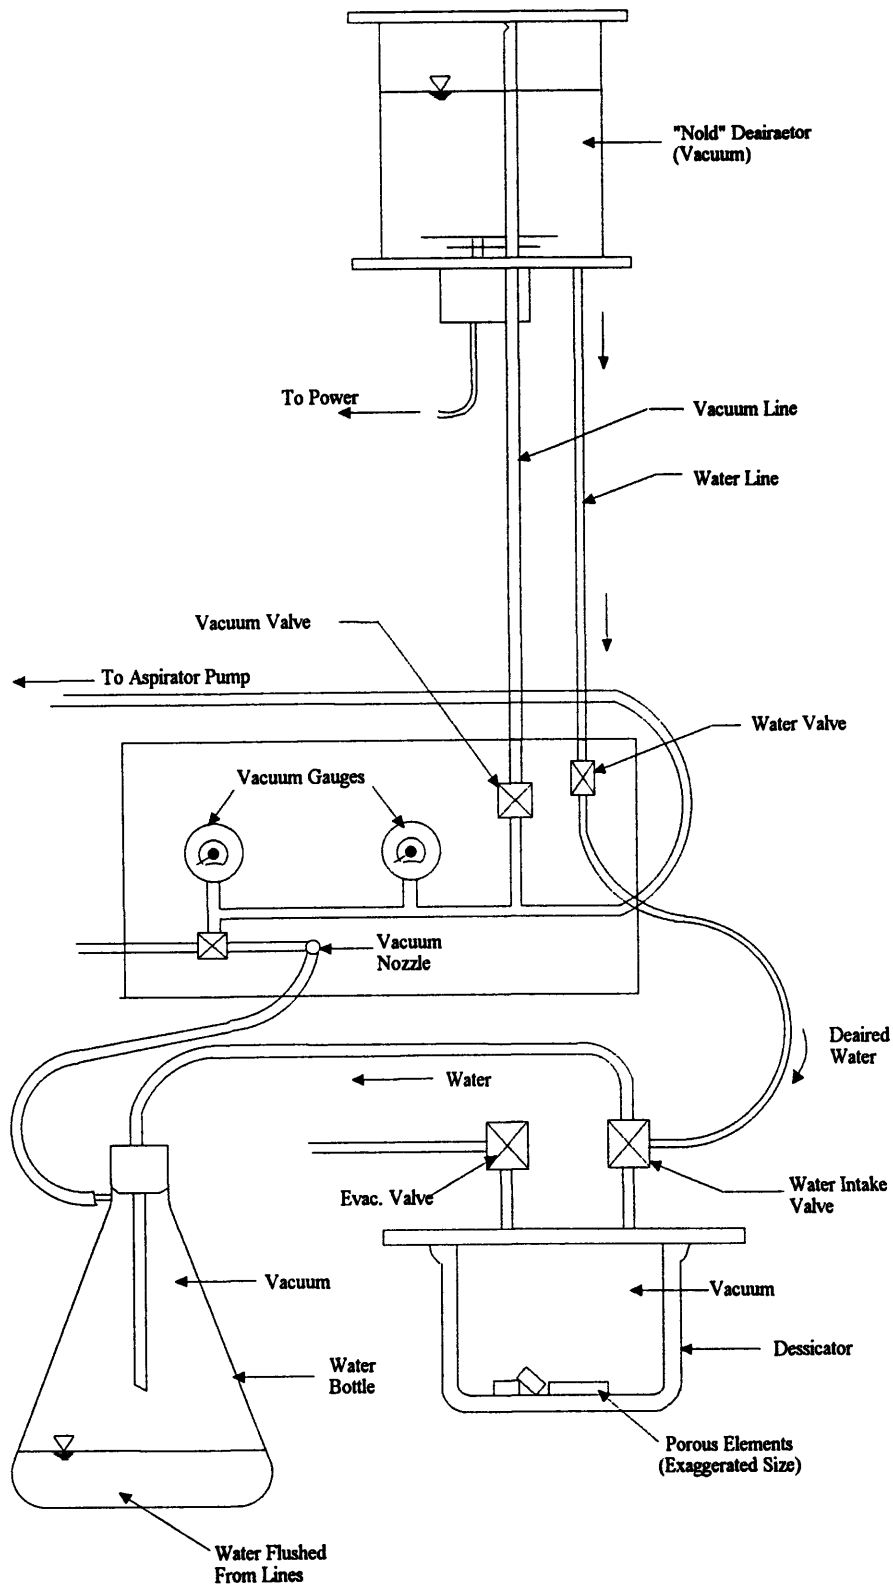 "Nold" Deairaetor
(Vacuum)
To Power
Vacuum Line
Water Line
Vacuum Valve
To Aspirator Pump
Water Valve
Vacuum Gauges
Vacuum
Nozzle
Deaired
Water
Water
Evac. Valve
Water Intake
Valve
Vacuum
Vacuum
Dessicator
Water
Bottle
Porous Elements
(Exaggerated Size)
Water Flushed
From Lines